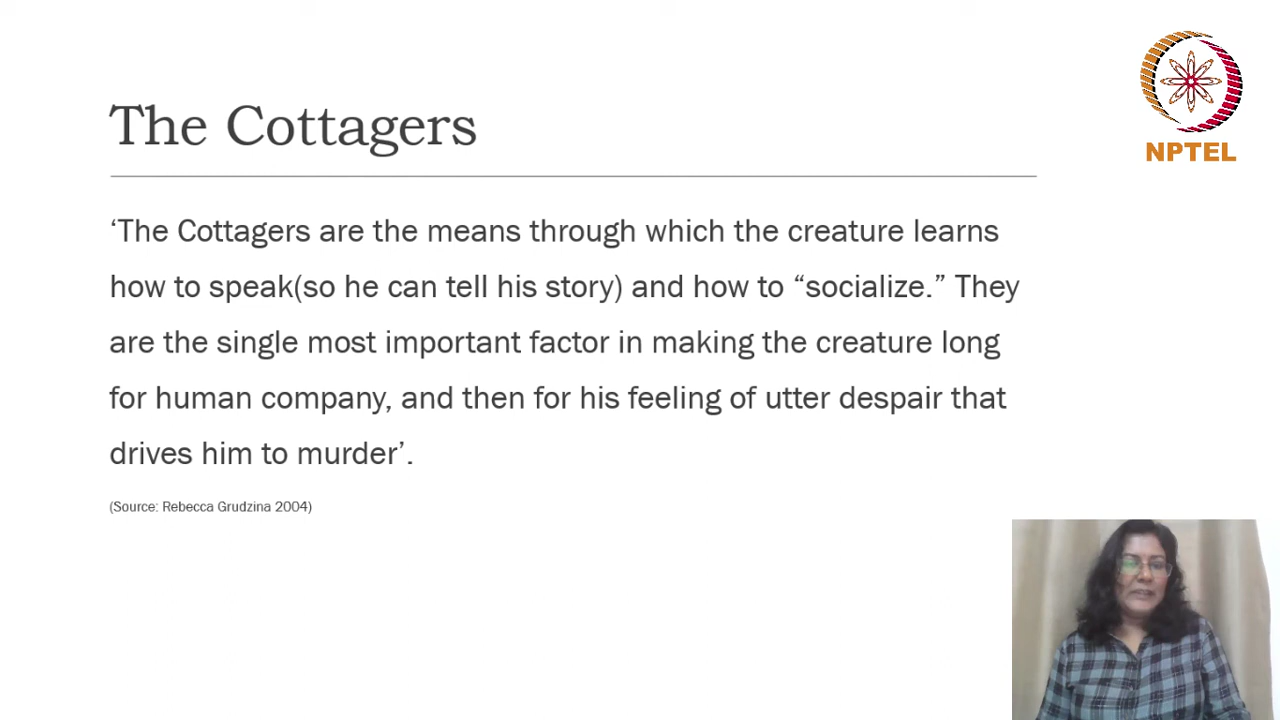 The Cottagers
NPTEL
‘The Cottagers are the means through which the creature learns
how to speak(so he can tell his story) and how to “socialize.” They
are the single most important factor in making the creature long
for human company, and then for his feeling of utter despair that
drives him to murder’.
(Source: Rebecca Grudzina 2004)